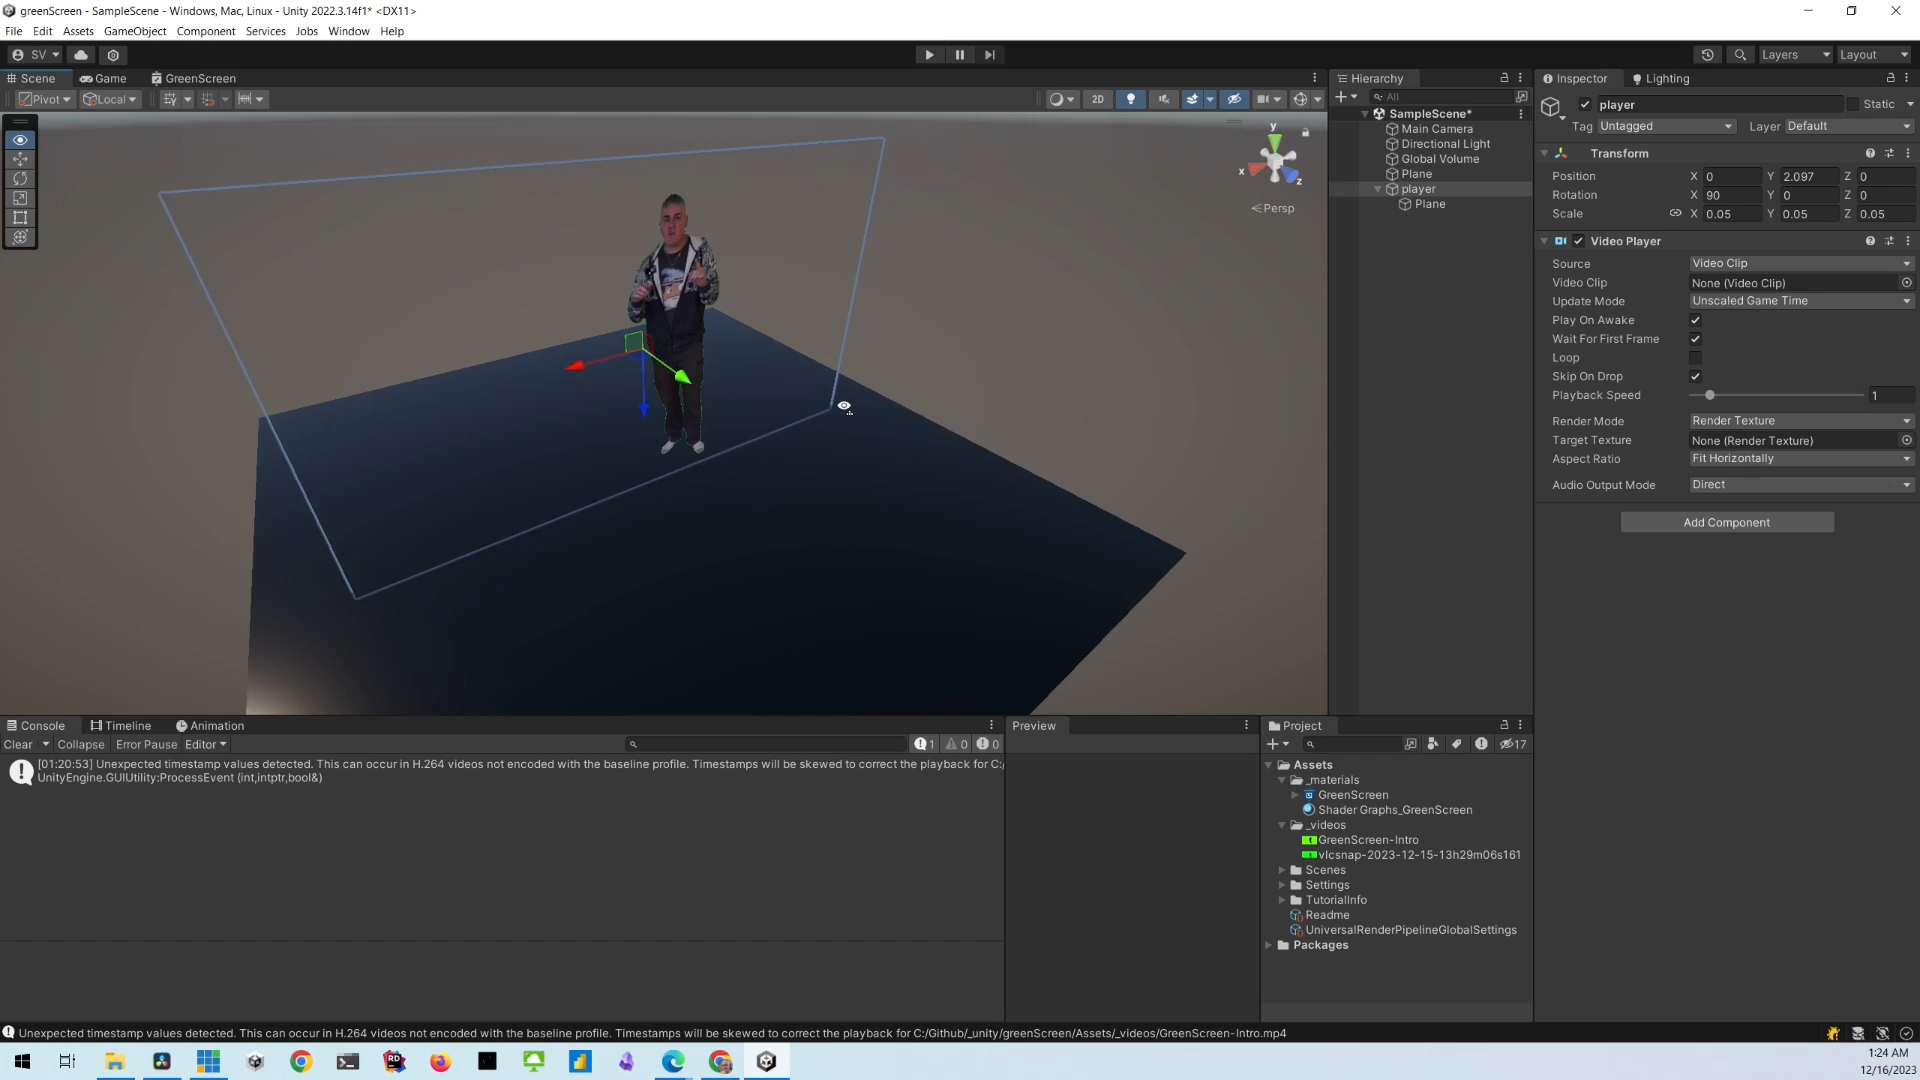 greenScreen - SampleScene - Windows, Mac, Linux - Unity 2022.3.14f1* <DX11>
File Edit Assets GameObject Component Services Jobs Window Help
SV Layers Layout
Scene Game GreenScreen
Pivot Local 2D
y
x
z
Persp
Hierarchy
All
SampleScene*
Main Camera
Directional Light
Global Volume
Plane
player
Plane
Inspector Lighting
player Static
Tag Untagged Layer Default
Transform
Position X 0 Y 2.097 Z 0
Rotation X 90 Y 0 Z 0
Scale X 0.05 Y 0.05 Z 0.05
Video Player
Source Video Clip
Video Clip None (Video Clip)
Update Mode Unscaled Game Time
Play On Awake
Wait For First Frame
Loop
Skip On Drop
Playback Speed 1
Render Mode Render Texture
Target Texture None (Render Texture)
Aspect Ratio Fit Horizontally
Audio Output Mode Direct
Add Component
Console Timeline Animation
Clear Collapse Error Pause Editor 1 0 0
[01:20:53] Unexpected timestamp values detected. This can occur in H.264 videos not encoded with the baseline profile. Timestamps will be skewed to correct the playback for C:/
UnityEngine.GUIUtility:ProcessEvent (int,intptr,bool&)
Preview
Project
17
Assets
_materials
GreenScreen
Shader Graphs_GreenScreen
_videos
GreenScreen-Intro
vlcsnap-2023-12-15-13h29m06s161
Scenes
Settings
TutorialInfo
Readme
UniversalRenderPipelineGlobalSettings
Packages
Unexpected timestamp values detected. This can occur in H.264 videos not encoded with the baseline profile. Timestamps will be skewed to correct the playback for C:/Github/_unity/greenScreen/Assets/_videos/GreenScreen-Intro.mp4
RD
1:24 AM
12/16/2023